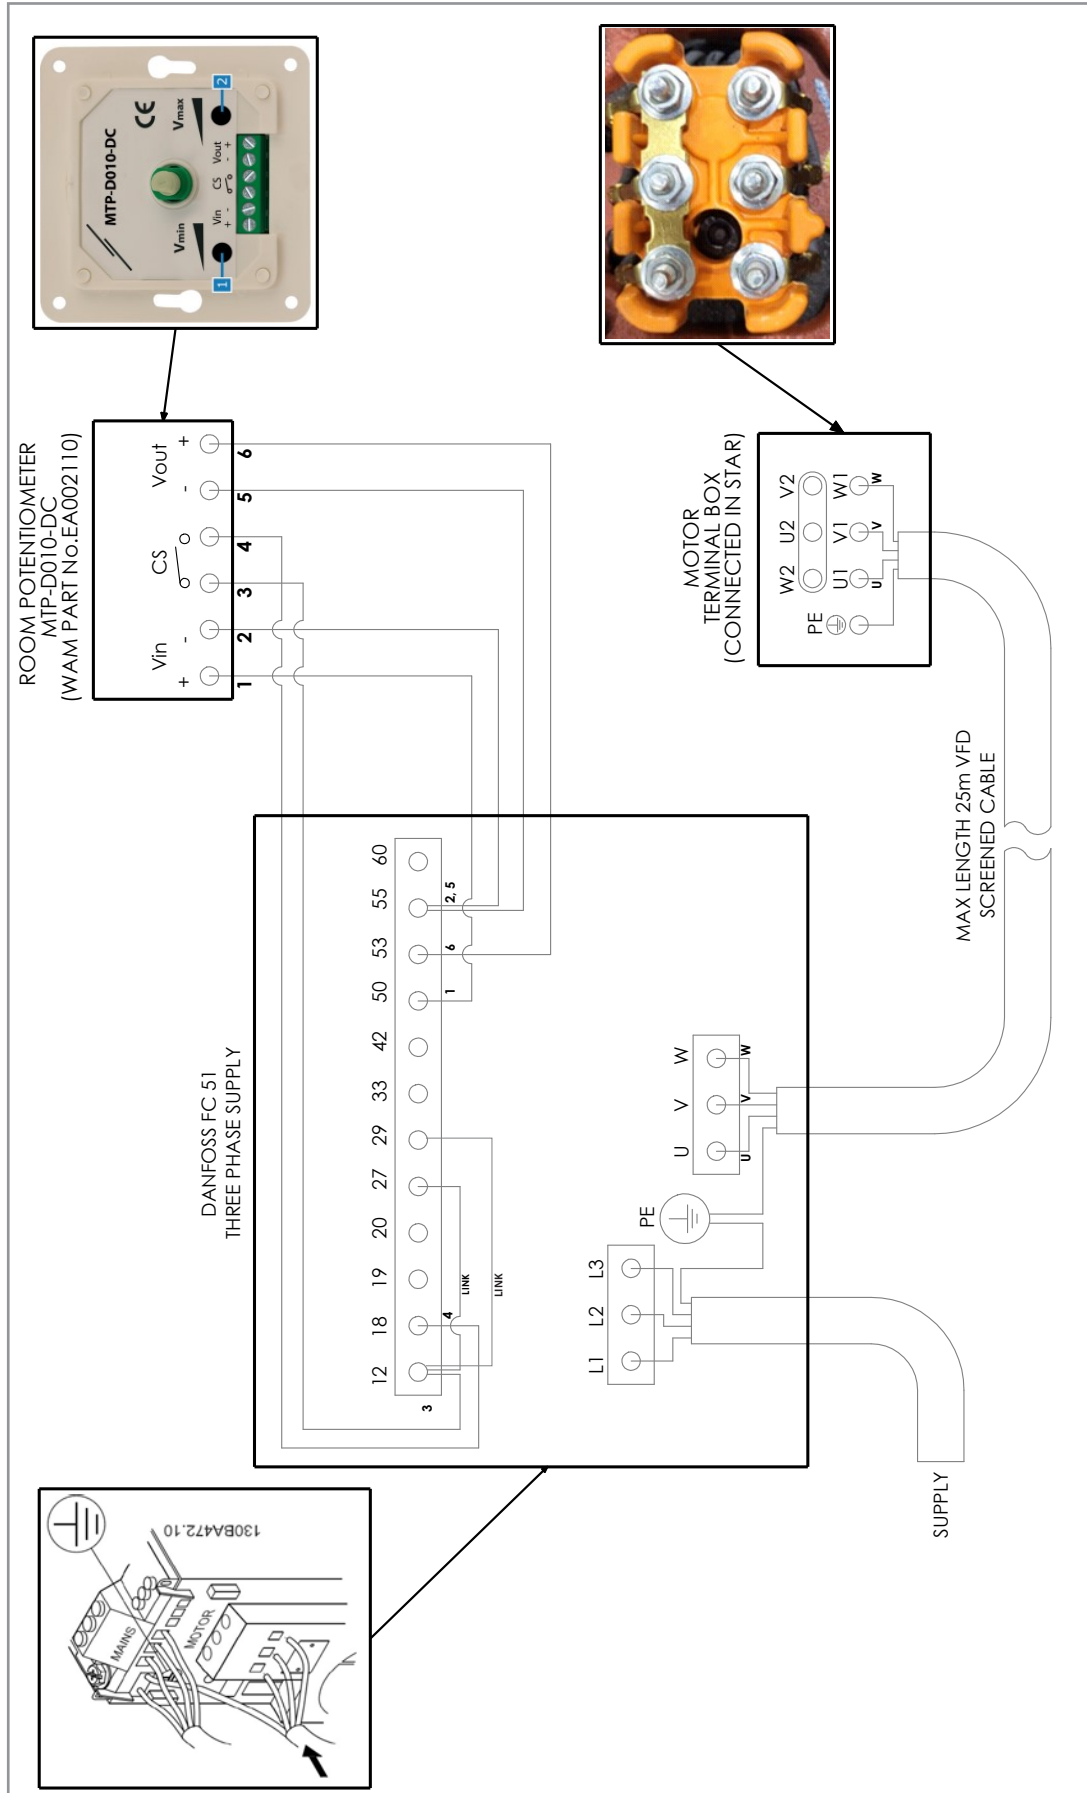 MTP-D010-DC
CE
Vmin
Vmax
Vin
CS
Vout
+ -
- +
1
2
ROOM POTENTIOMETER
MTP-D010-DC
(WAM PART No.EA002110)
Vin
CS
Vout
+ - - +
1 2 3 4 5 6
MOTOR
TERMINAL BOX
(CONNECTED IN STAR)
W2 U2 V2
PE U1 V1 W1
U V W
DANFOSS FC 51
THREE PHASE SUPPLY
12 18 19 20 27 29 33 42 50 53 55 60
3 4 1 6 2, 5
LINK
LINK
L1 L2 L3
PE
U V W
U V W
MAX LENGTH 25m VFD
SCREENED CABLE
SUPPLY
MAINS
MOTOR
130BA472.10